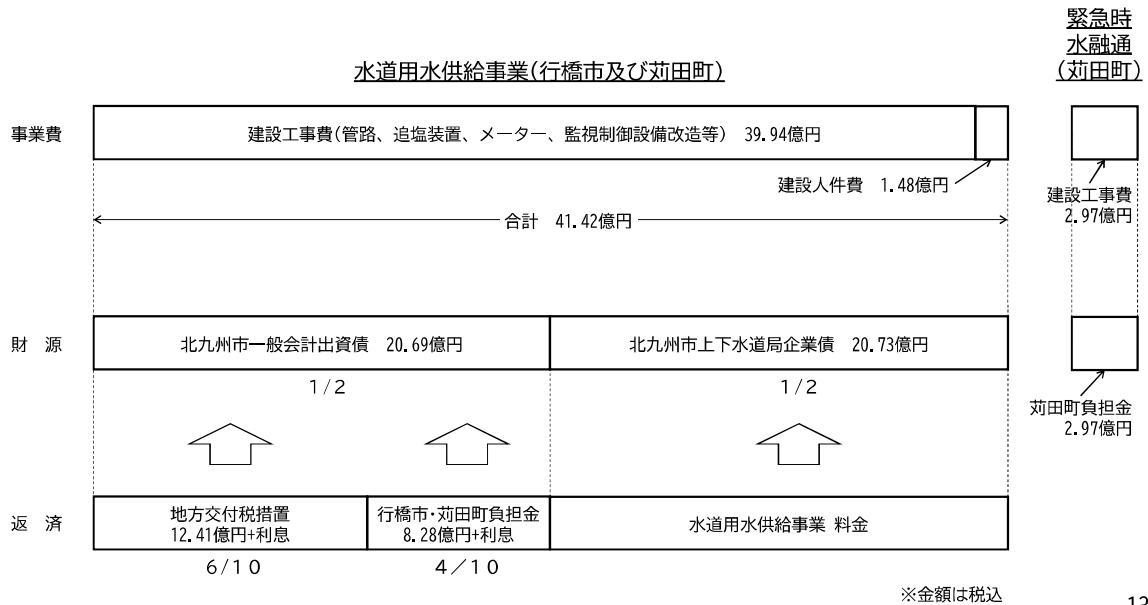 緊急時
水融通
(苅田町)
水道用水供給事業(行橋市及び苅田町)
事業費
建設工事費(管路、追塩装置、メーター、監視制御設備改造等) 39.94億円
建設人件費 1.48億円
建設工事費
2.97億円
合計 41.42億円
財 源
北九州市一般会計出資債 20.69億円
北九州市上下水道局企業債 20.73億円
1/2
1/2
苅田町負担金
2.97億円
返 済
地方交付税措置
12.41億円+利息
行橋市・苅田町負担金
8.28億円+利息
水道用水供給事業 料金
6/10
4/10
※金額は税込
13